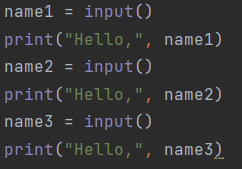 name1 = input()
print("Hello,", name1)
name2 = input()
print("Hello,", name2)
name3 = input()
print("Hello,", name3)